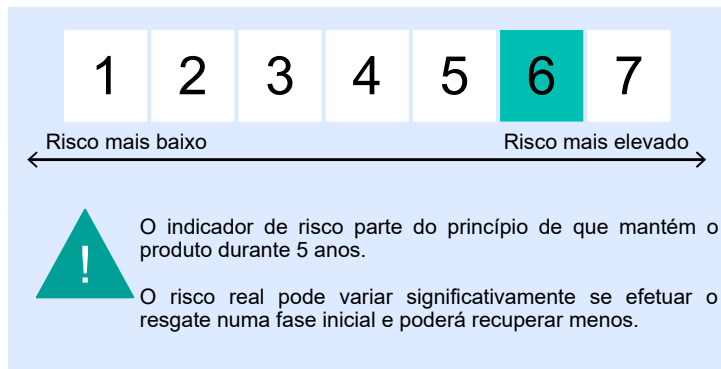 1 2 3 4 5 6 7
Risco mais baixo Risco mais elevado
!
O indicador de risco parte do princípio de que mantém o
produto durante 5 anos.
O risco real pode variar significativamente se efetuar o
resgate numa fase inicial e poderá recuperar menos.